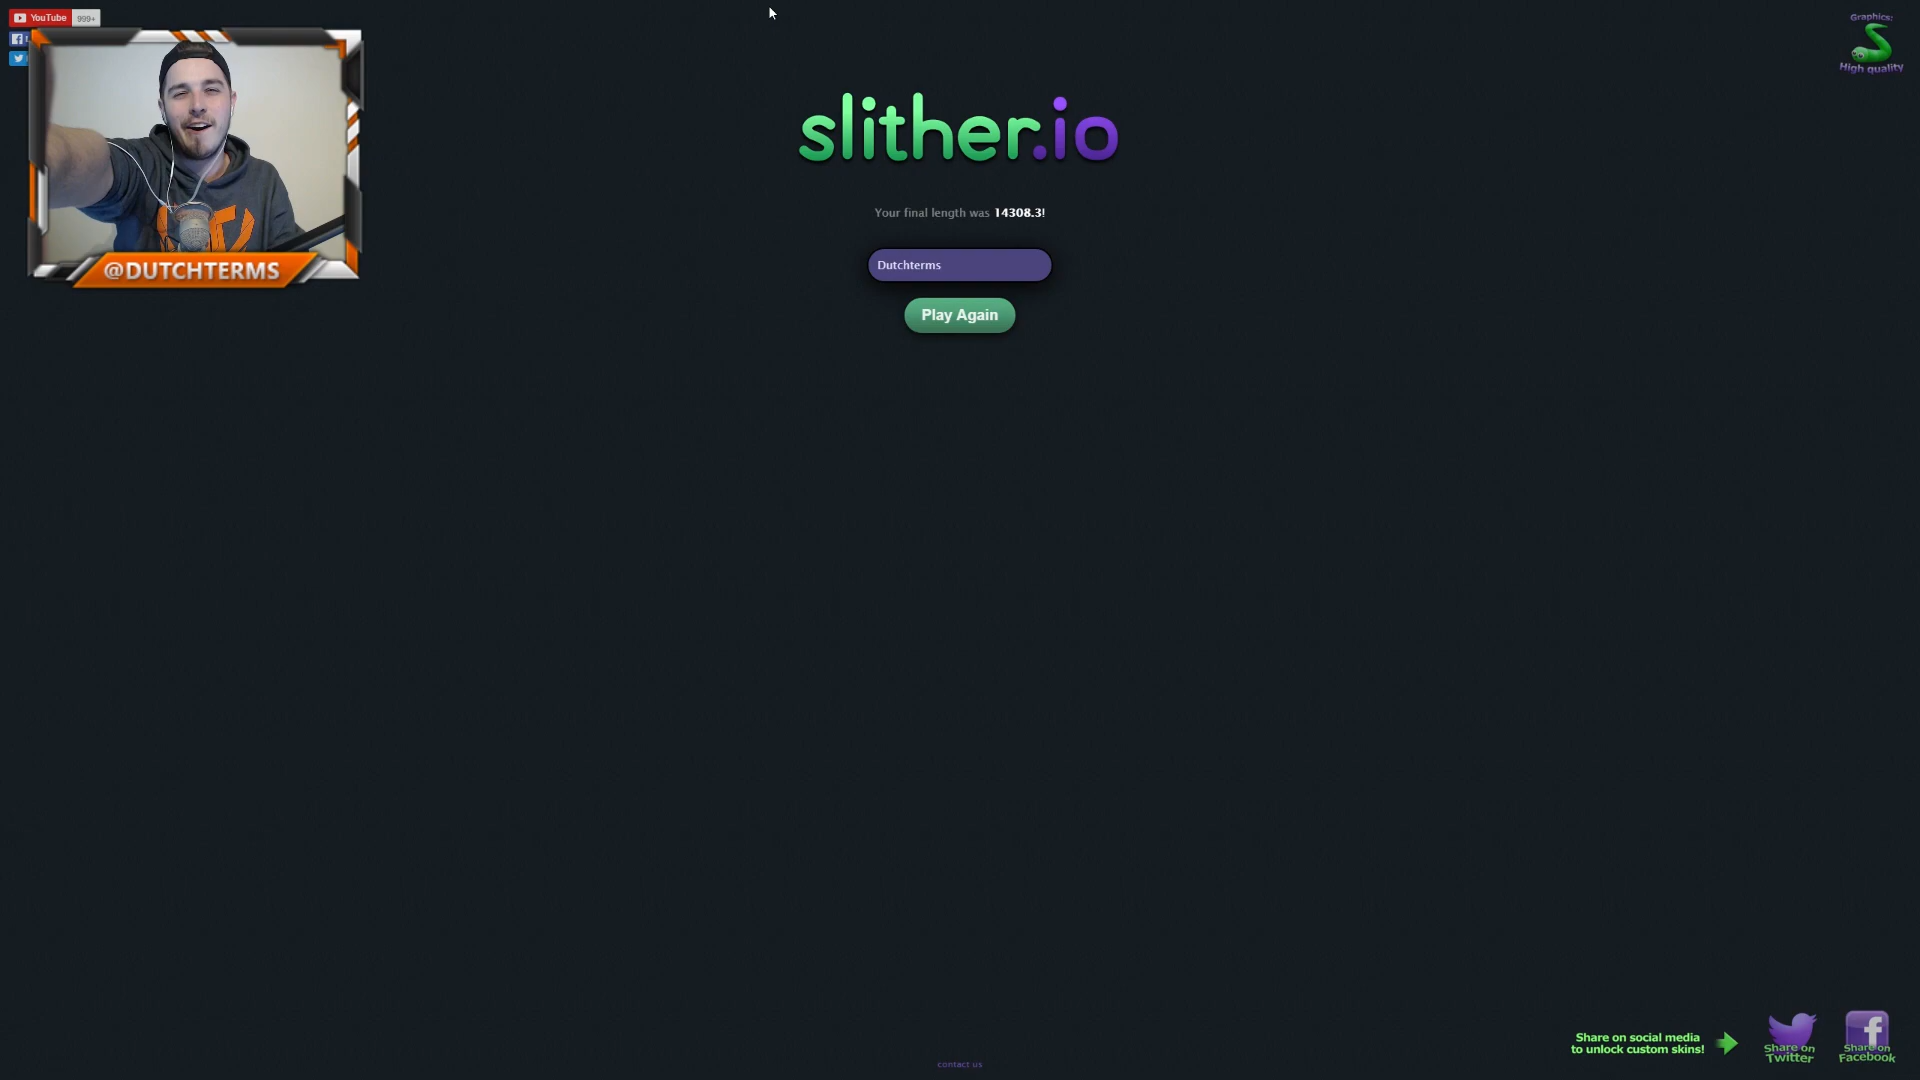 YouTube 999+
Graphics:
High quality
slither.io
Your final length was 14308.3!
Dutchterms
@DUTCHTERMS
Play Again
Share on social media
to unlock custom skins!
Share on
Twitter
Share on
Facebook
contact us